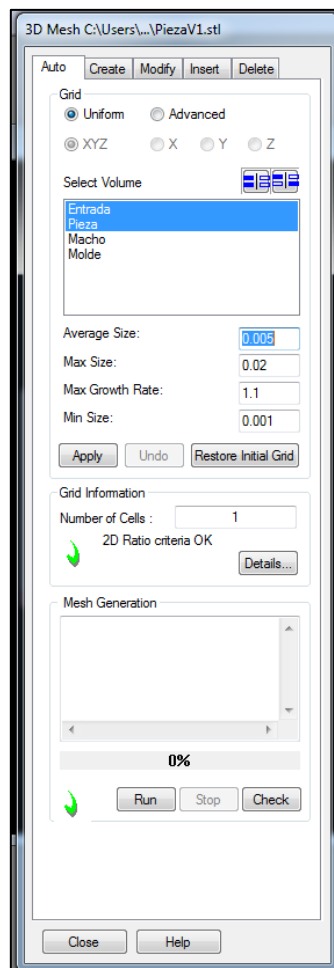 3D Mesh C:\Users\...\PiezaV1.stl
Auto Create Modify Insert Delete
Grid
Uniform Advanced
XYZ X Y Z
Select Volume
Entrada
Pieza
Macho
Molde
Average Size: 0.005
Max Size: 0.02
Max Growth Rate: 1.1
Min Size: 0.001
Apply Undo Restore Initial Grid
Grid Information
Number of Cells : 1
2D Ratio criteria OK
Details...
Mesh Generation
0%
Run Stop Check
Close Help